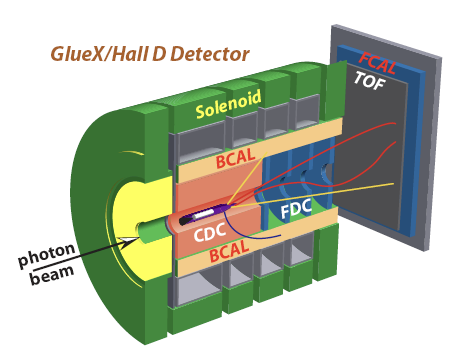 GlueX/Hall D Detector
FCAL
TOF
Solenoid
BCAL
FDC
CDC
BCAL
photon
beam